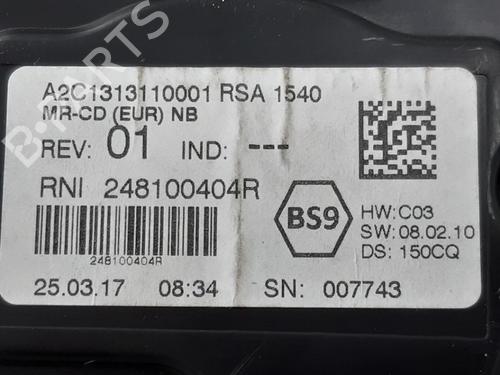 B-PARTS
A2C1313110001 RSA 1540
MR-CD (EUR) NB
REV: 01 IND: ---
RNI 248100404R
BS9
HW:C03
SW:08.02.10
DS: 150CQ
248100404R
25.03.17 08:34 SN: 007743